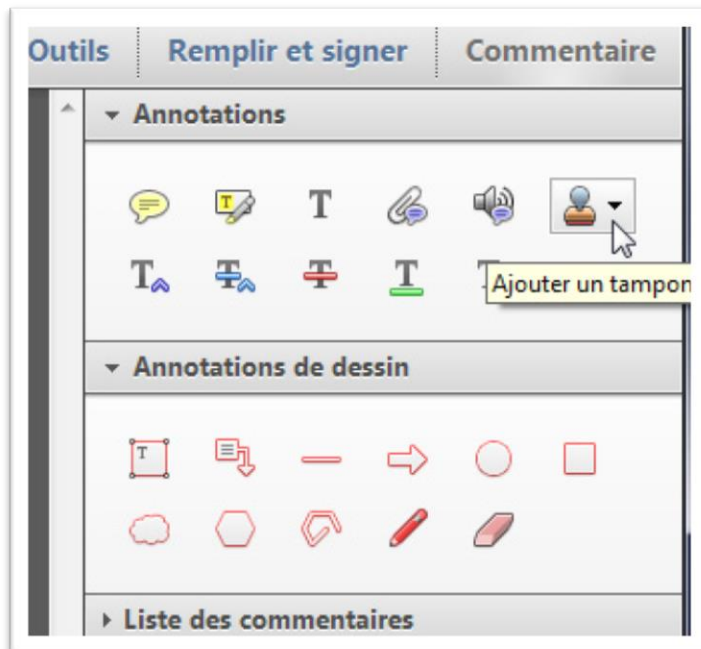 Outils Remplir et signer Commentaire
Annotations
Ajouter un tampon
Annotations de dessin
Liste des commentaires